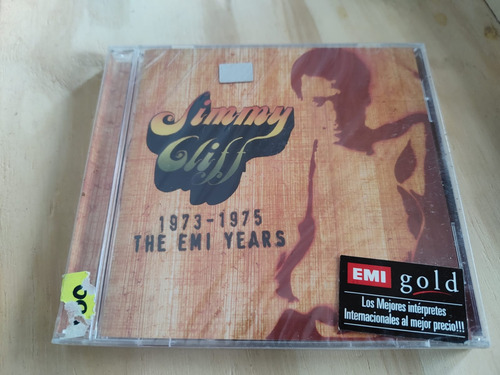 Jimmy
Cliff
1973-1975
THE EMI YEARS
EMI gold
Los Mejores intérpretes
Internacionales al mejor precio!!!